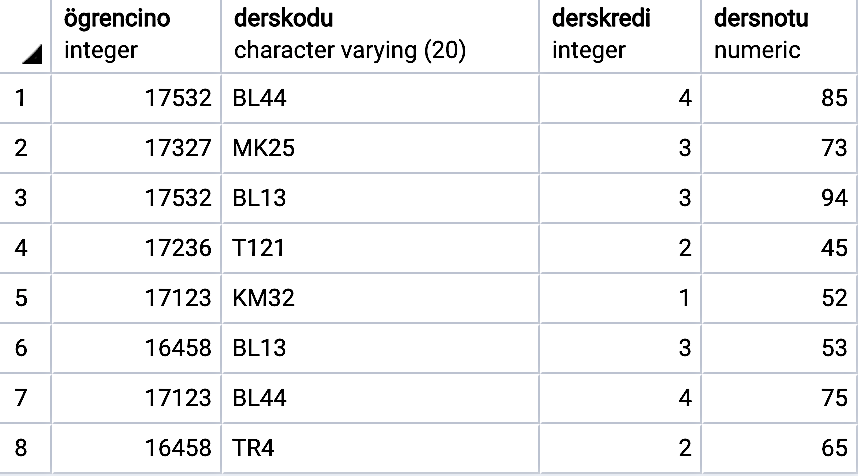 ögrencino derskodu derskredi dersnotu
integer character varying (20) integer numeric
1 17532 BL44 4 85
2 17327 MK25 3 73
3 17532 BL13 3 94
4 17236 T121 2 45
5 17123 KM32 1 52
6 16458 BL13 3 53
7 17123 BL44 4 75
8 16458 TR4 2 65